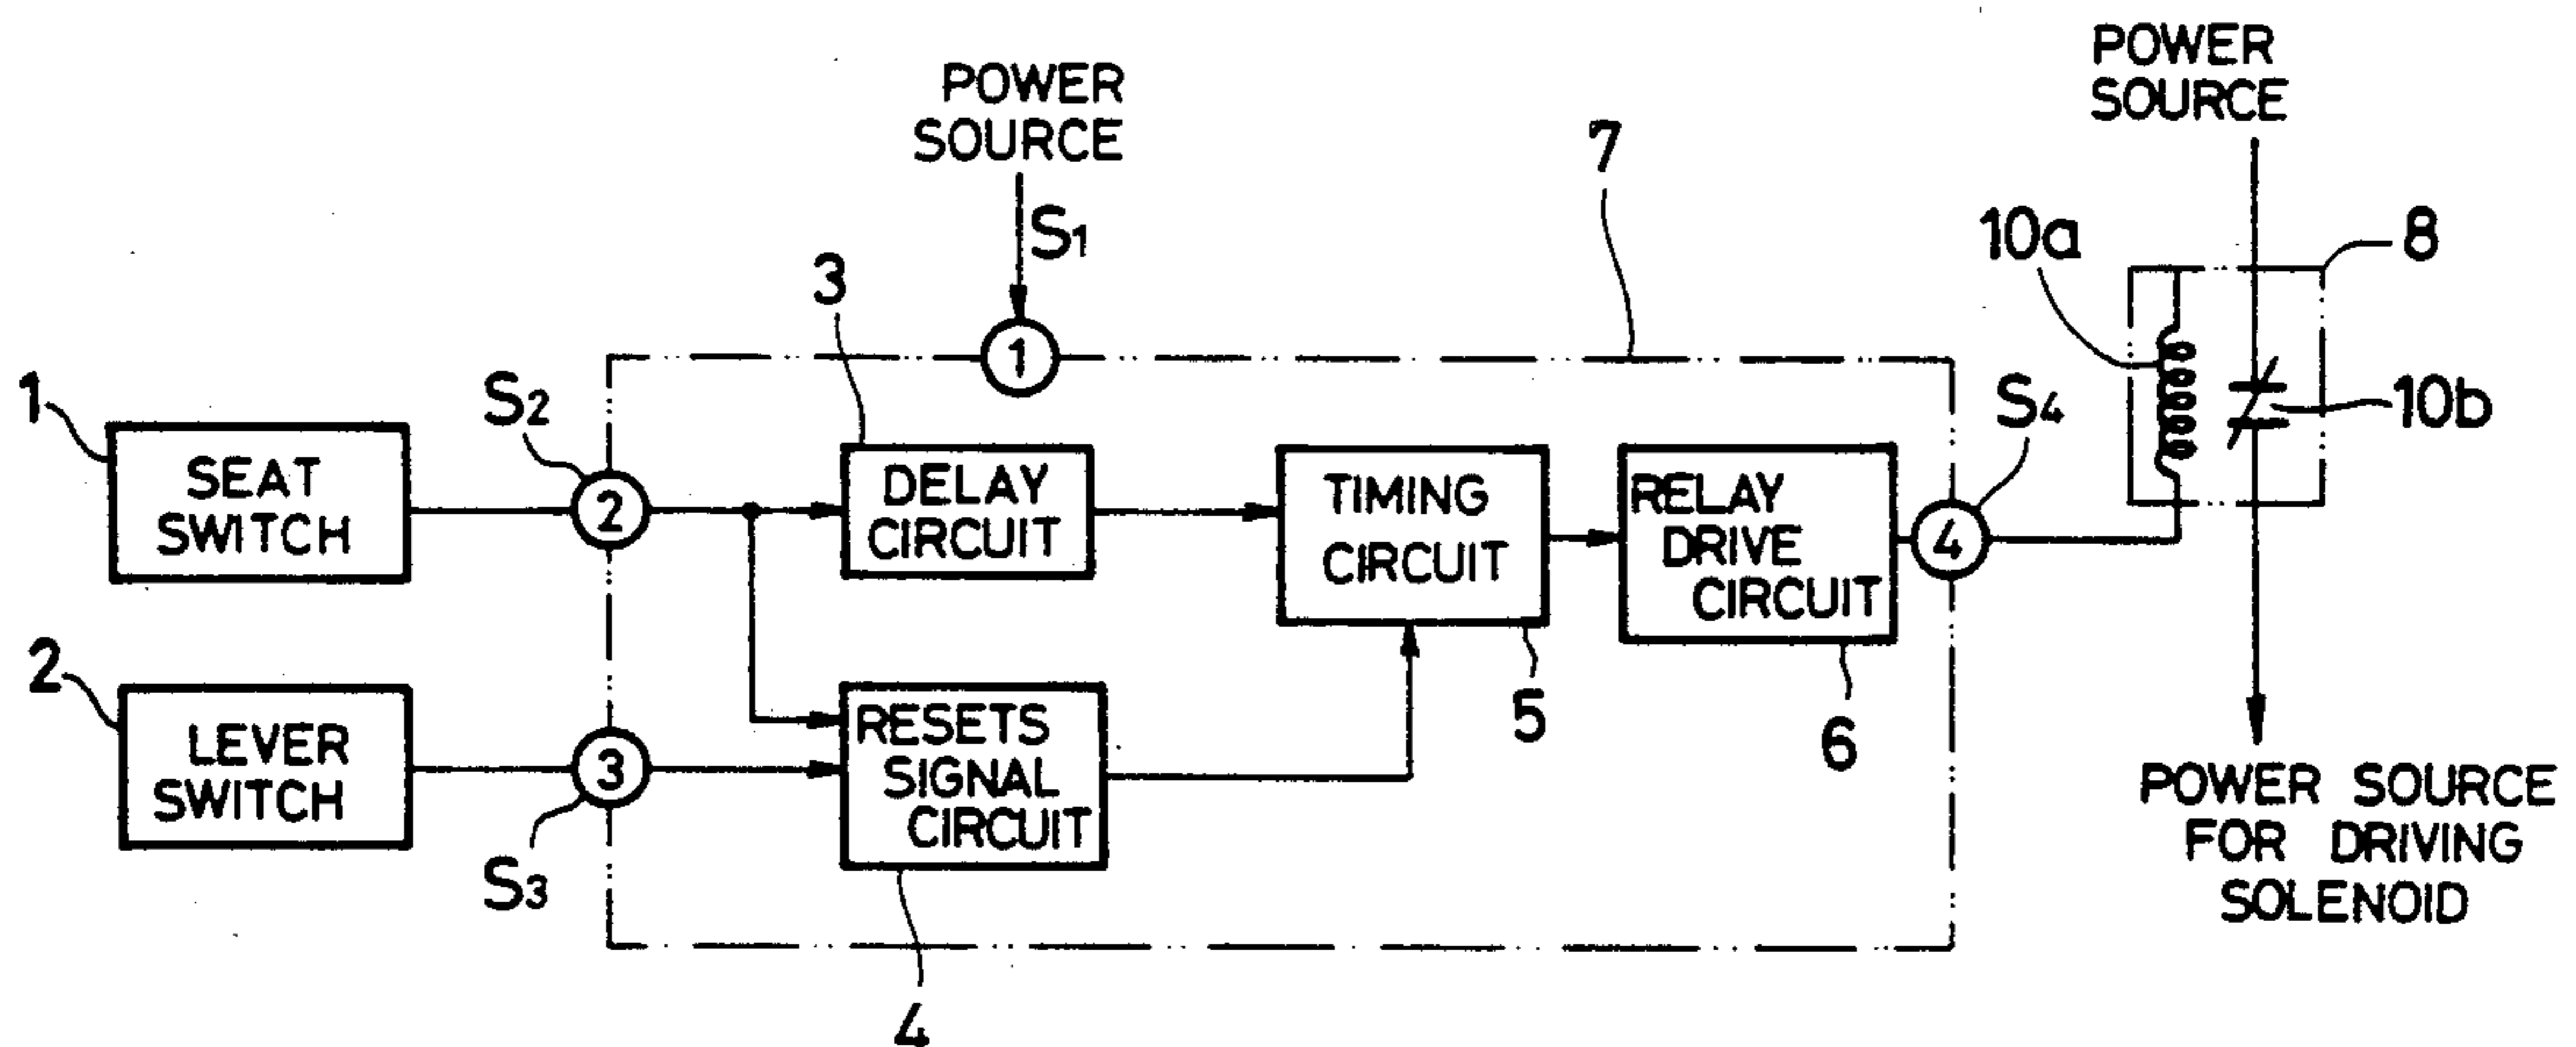 POWER
SOURCE
POWER
SOURCE
S1
7
10a
8
3
1
1
S2
S4
10b
SEAT
SWITCH
2
DELAY
CIRCUIT
TIMING
CIRCUIT
RELAY
DRIVE
CIRCUIT
4
2
LEVER
SWITCH
3
S3
RESETS
SIGNAL
CIRCUIT
5
6
4
POWER SOURCE
FOR DRIVING
SOLENOID